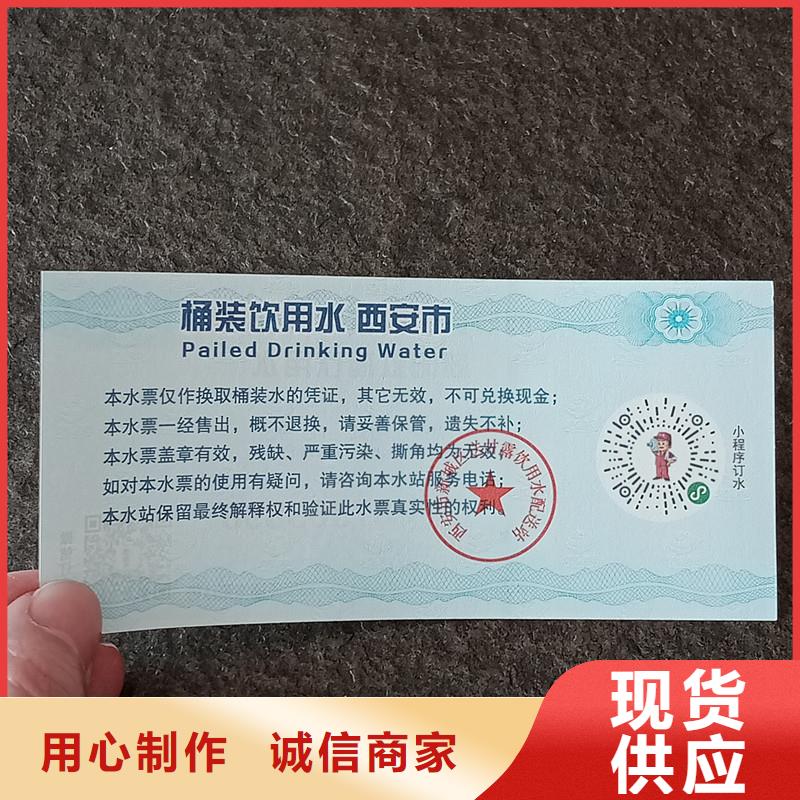 桶装饮用水 西安市
Pailed Drinking Water
本水票仅作换取桶装水的凭证，其它无效，不可兑换现金；
本水票一经售出，概不退换，请妥善保管，遗失不补；
本水票盖章有效，残缺、严重污染、撕角均为无效；
如对本水票的使用有疑问，请咨询本水站服务电话；
本水站保留最终解释权和验证此水票真实性的权利。
小程序订水
用心制作 诚信商家
现货
供应